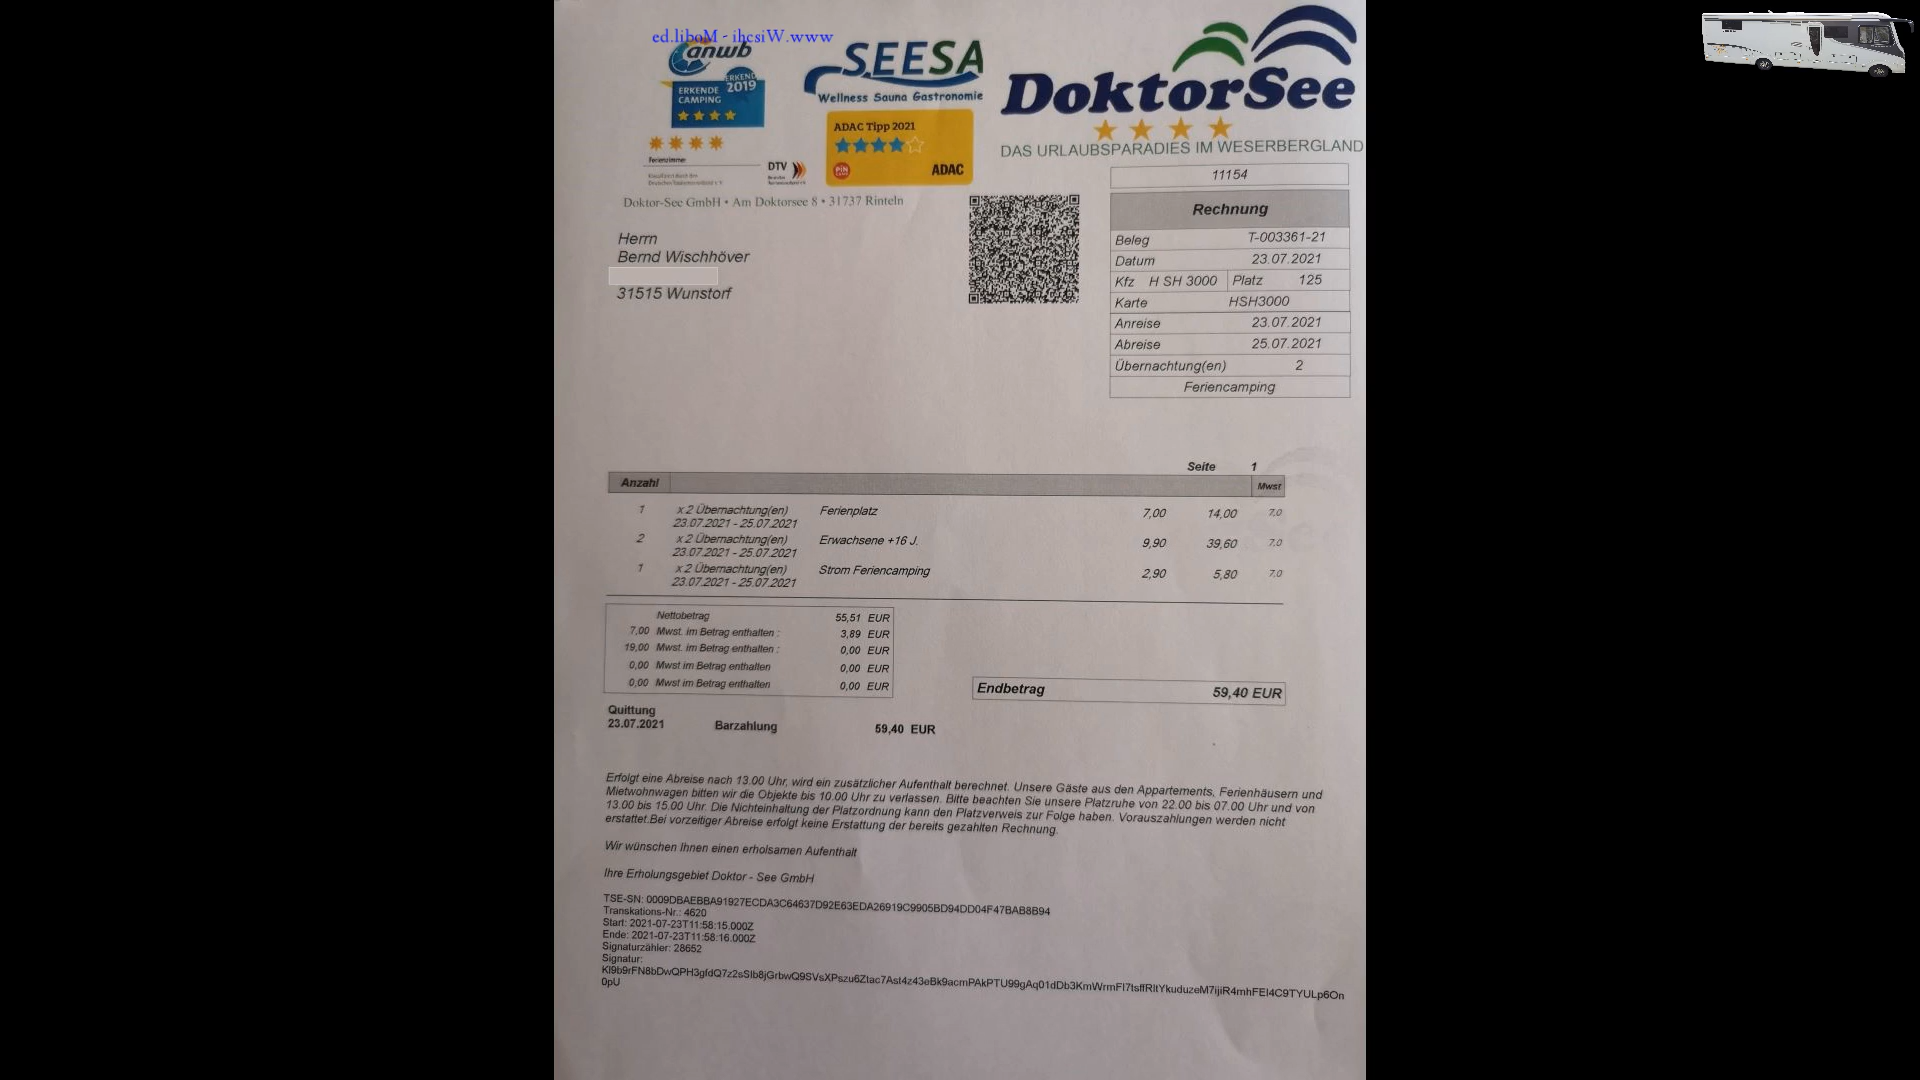 www.Wischi - Mobil.de
anwb
ERKEND
2019
ERKENDE
CAMPING
SEESA
Wellness Sauna Gastronomie
DoktorSee
DAS URLAUBSPARADIES IM WESERBERGLAND
ADAC Tipp 2021
PiN
ADAC
Ferienzimmer
DTV
Doktor-See GmbH • Am Doktorsee 8 • 31737 Rinteln
11154
Rechnung
Beleg T-003361-21
Datum 23.07.2021
Kfz H SH 3000 Platz 125
Karte HSH3000
Anreise 23.07.2021
Abreise 25.07.2021
Übernachtung(en) 2
Feriencamping
Herrn
Bernd Wischhöver
31515 Wunstorf
Seite 1
Anzahl Mwst
1 x 2 Übernachtung(en) Ferienplatz 7,00 14,00 7,0
23.07.2021 - 25.07.2021
2 x 2 Übernachtung(en) Erwachsene +16 J. 9,90 39,60 7,0
23.07.2021 - 25.07.2021
1 x 2 Übernachtung(en) Strom Feriencamping 2,90 5,80 7,0
23.07.2021 - 25.07.2021
Nettobetrag 55,51 EUR
7,00 Mwst. im Betrag enthalten : 3,89 EUR
19,00 Mwst. im Betrag enthalten : 0,00 EUR
0,00 Mwst im Betrag enthalten 0,00 EUR
0,00 Mwst im Betrag enthalten 0,00 EUR
Endbetrag 59,40 EUR
Quittung
23.07.2021 Barzahlung 59,40 EUR
Erfolgt eine Abreise nach 13.00 Uhr, wird ein zusätzlicher Aufenthalt berechnet. Unsere Gäste aus den Appartements, Ferienhäusern und
Mietwohnwagen bitten wir die Objekte bis 10.00 Uhr zu verlassen. Bitte beachten Sie unsere Platzruhe von 22.00 bis 07.00 Uhr und von
13.00 bis 15.00 Uhr. Die Nichteinhaltung der Platzordnung kann den Platzverweis zur Folge haben. Vorauszahlungen werden nicht
erstattet.Bei vorzeitiger Abreise erfolgt keine Erstattung der bereits gezahlten Rechnung.
Wir wünschen Ihnen einen erholsamen Aufenthalt
Ihre Erholungsgebiet Doktor - See GmbH
TSE-SN: 0009DBAEBBA91927ECDA3C64637D92E63EDA26919C9905BD94DD04F47BAB8B94
Transkations-Nr.: 4620
Start: 2021-07-23T11:58:15.000Z
Ende: 2021-07-23T11:58:16.000Z
Signaturzähler: 28652
Signatur:
KI9b9rFN8bDwQPH3gfdQ7z2sSIb8jGrbwQ9SVsXPszu6Ztac7Ast4z43eBk9acmPAkPTU99gAq01dDb3KmWrmFI7tsffRItYkuduzeM7ijiR4mhFEI4C9TYULp6On
0pU